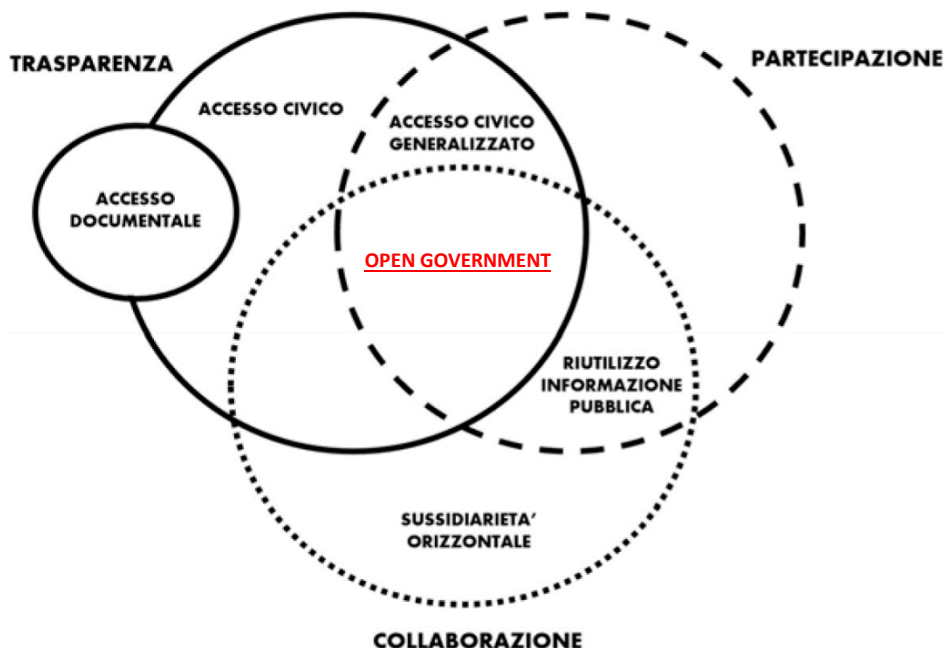 TRASPARENZA
PARTECIPAZIONE
ACCESSO CIVICO
ACCESSO CIVICO
GENERALIZZATO
ACCESSO
DOCUMENTALE
OPEN GOVERNMENT
RIUTILIZZO
INFORMAZIONE
PUBBLICA
SUSSIDIARIETA'
ORIZZONTALE
COLLABORAZIONE